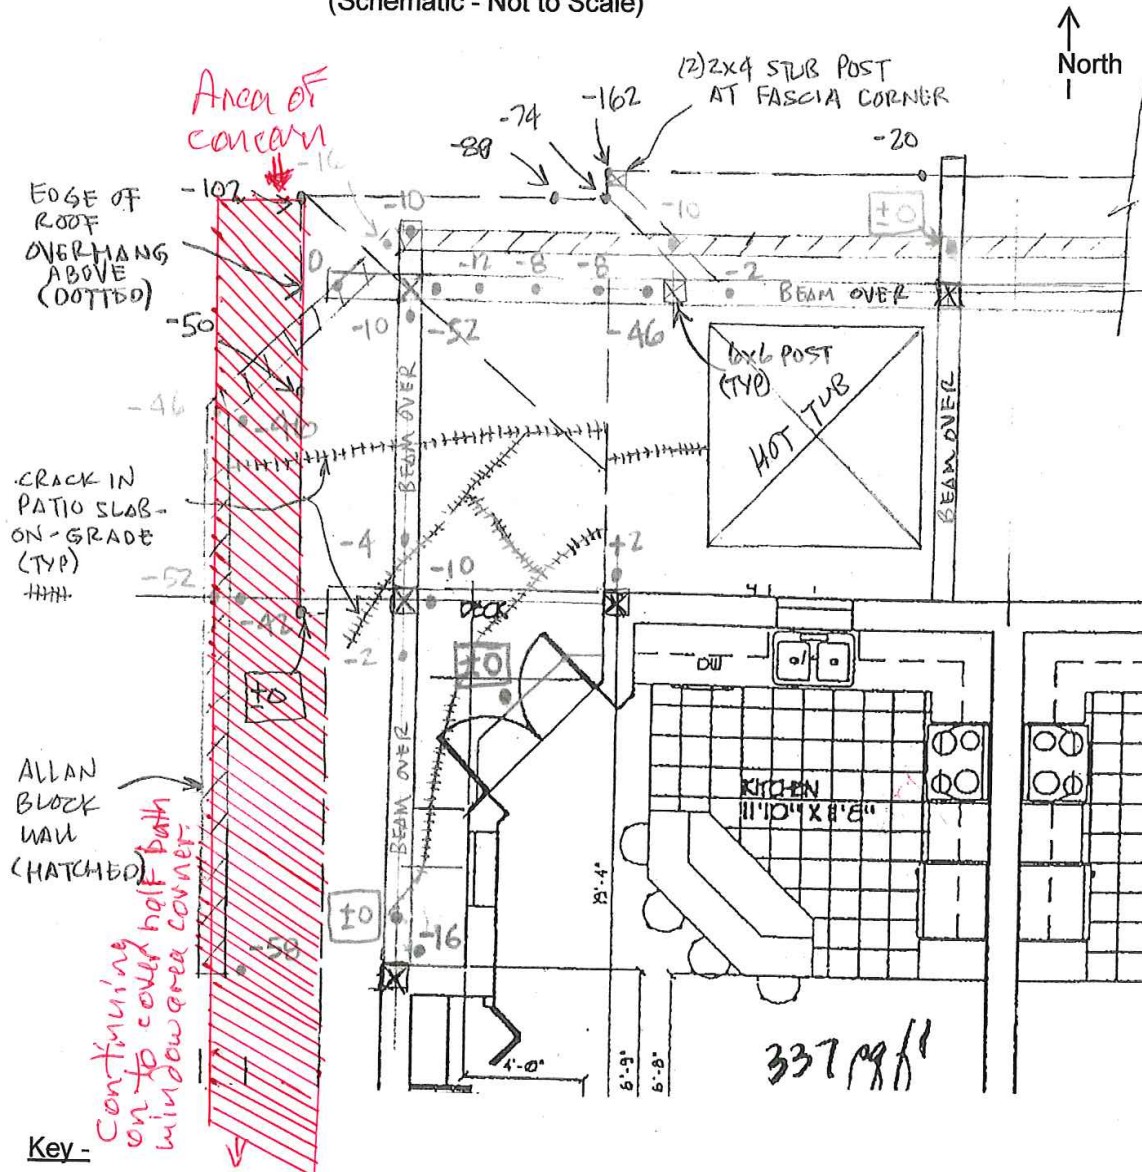 (Schematic - Not to Scale)
North
Area of
concern
(2) 2x4 STUB POST
AT FASCIA CORNER
-162
-74
-88
-20
-16
-102
-10
-10
±0
EDGE OF
ROOF
OVERHANG
ABOVE
(DOTTED)
0
-12
-8
-8
-2
BEAM OVER
-50
-10
-52
-46
6x6 POST
(TYP)
HOT TUB
-46
-40
BEAM OVER
BEAM OVER
CRACK IN
PATIO SLAB-
ON-GRADE
(TYP)
-4
+2
-52
-42
-10
DECK
±0
-2
±0
DW
ALLAN
BLOCK
WALL
(HATCHED)
BEAM OVER
KITCHEN
11'10" X 11'8"
19'-4"
±0
-16
-58
Continuing
on to cover half bath
window area corner.
4'-0"
6'-9"
6'-8"
Key -